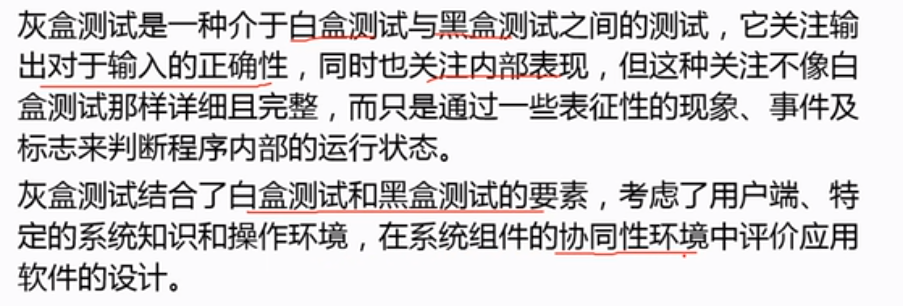 灰盒测试是一种介于白盒测试与黑盒测试之间的测试，它关注输
出对于输入的正确性，同时也关注内部表现，但这种关注不像白
盒测试那样详细且完整，而只是通过一些表征性的现象、事件及
标志来判断程序内部的运行状态。
灰盒测试结合了白盒测试和黑盒测试的要素，考虑了用户端、特
定的系统知识和操作环境，在系统组件的协同性环境中评价应用
软件的设计。